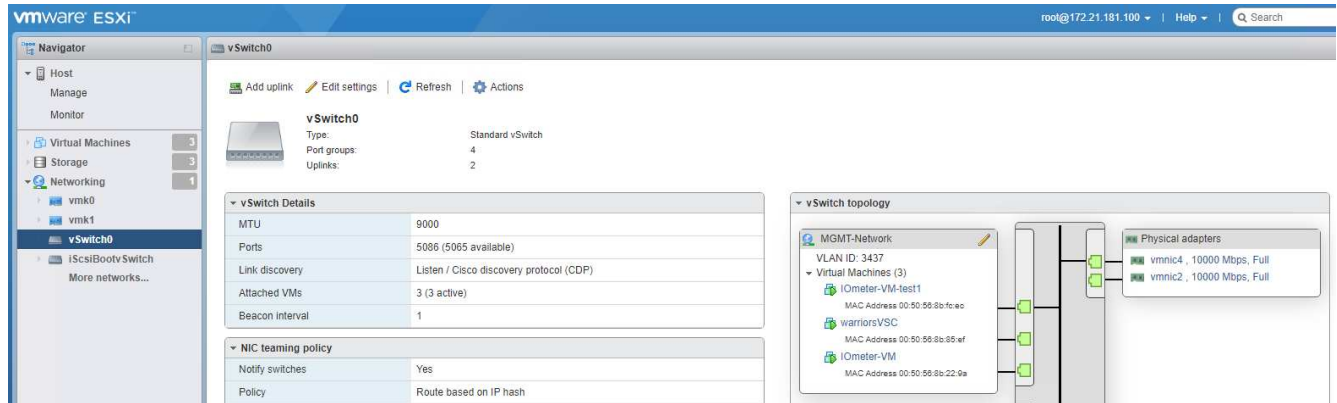 vmware ESXi™
root@172.21.181.100 | Help | Search
Navigator
Host
Manage
Monitor
Virtual Machines 3
Storage 3
Networking 1
vmk0
vmk1
vSwitch0
iScsiBootvSwitch
More networks...
vSwitch0
Add uplink | Edit settings | Refresh | Actions
vSwitch0
Type: Standard vSwitch
Port groups: 4
Uplinks: 2
vSwitch Details
MTU 9000
Ports 5086 (5065 available)
Link discovery Listen / Cisco discovery protocol (CDP)
Attached VMs 3 (3 active)
Beacon interval 1
NIC teaming policy
Notify switches Yes
Policy Route based on IP hash
vSwitch topology
MGMT-Network
VLAN ID: 3437
Virtual Machines (3)
IOmeter-VM-test1
MAC Address 00:50:56:8b:fc:ec
warriorsVSC
MAC Address 00:50:56:8b:85:ef
IOmeter-VM
MAC Address 00:50:56:8b:22:9a
Physical adapters
vmnic4 , 10000 Mbps, Full
vmnic2 , 10000 Mbps, Full